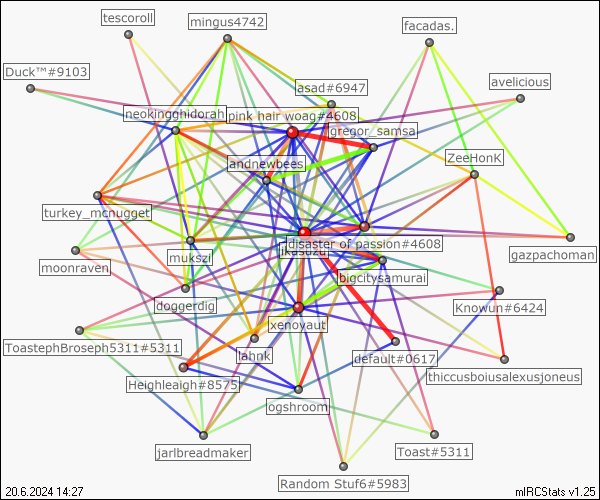 tescoroll
mingus4742
facadas.
Duck™#9103
asad#6947
avelicious
neokingghidorah
pink hair woag#4608
gregor_samsa
andnewbees
ZeeHonK
turkey_mcnugget
disaster of passion#4608
mukszi
moonraven.
gazpachoman
bigcitysamurai
doggerdig
Knowun#6424
xenovaut
ToastephBroseph5311#5311
lahnk
default#0617
thiccusboiusalexusjoneus
Heighleaigh#8575
ogshroom
jarlbreadmaker
Toast#5311
Random Stuf6#5983
20.6.2024 14:27
mIRCStats v1.25